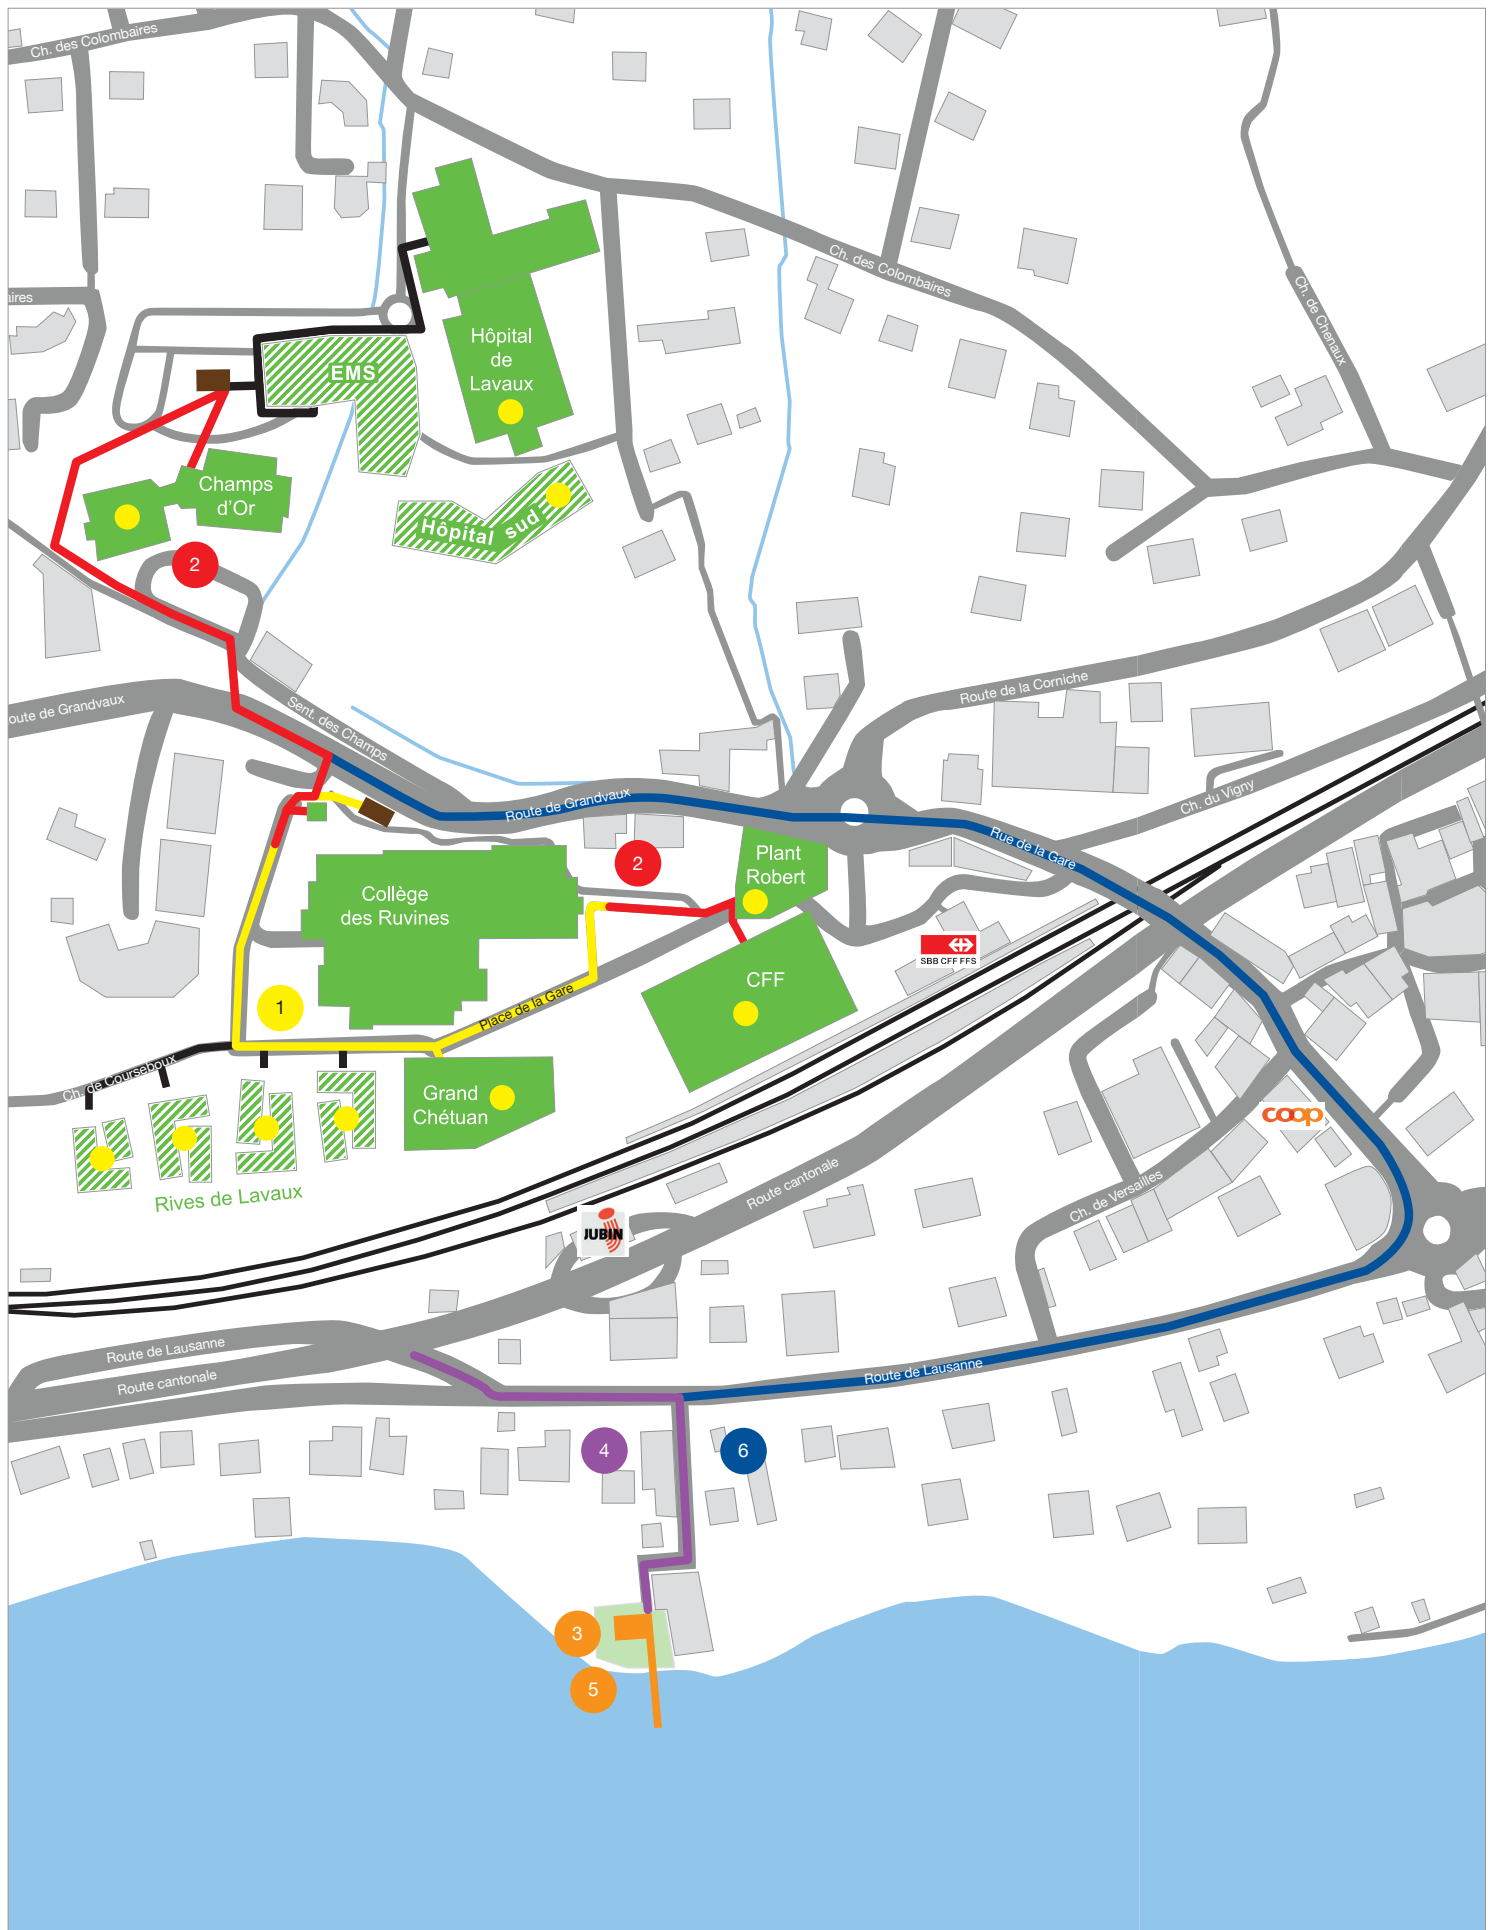 Ch. des Colombaires
Ch. des Colombaires
aires
Ch. de Chenaux
Hôpital
de
Lavaux
EMS
Champs
d'Or
Hôpital sud
2
oute de Grandvaux
Sent. des Champs
Route de la Corniche
Route de Grandvaux
Ch. du Vigny
Rue de la Gare
2
Plant
Robert
Collège
des Ruvines
SBB CFF FFS
CFF
1
Place de la Gare
Ch. de Courseboux
Grand
Chétuan
coop
Rives de Lavaux
Route cantonale
Ch. de Versailles
JUBIN
Route de Lausanne
Route cantonale
Route de Lausanne
4
6
3
5